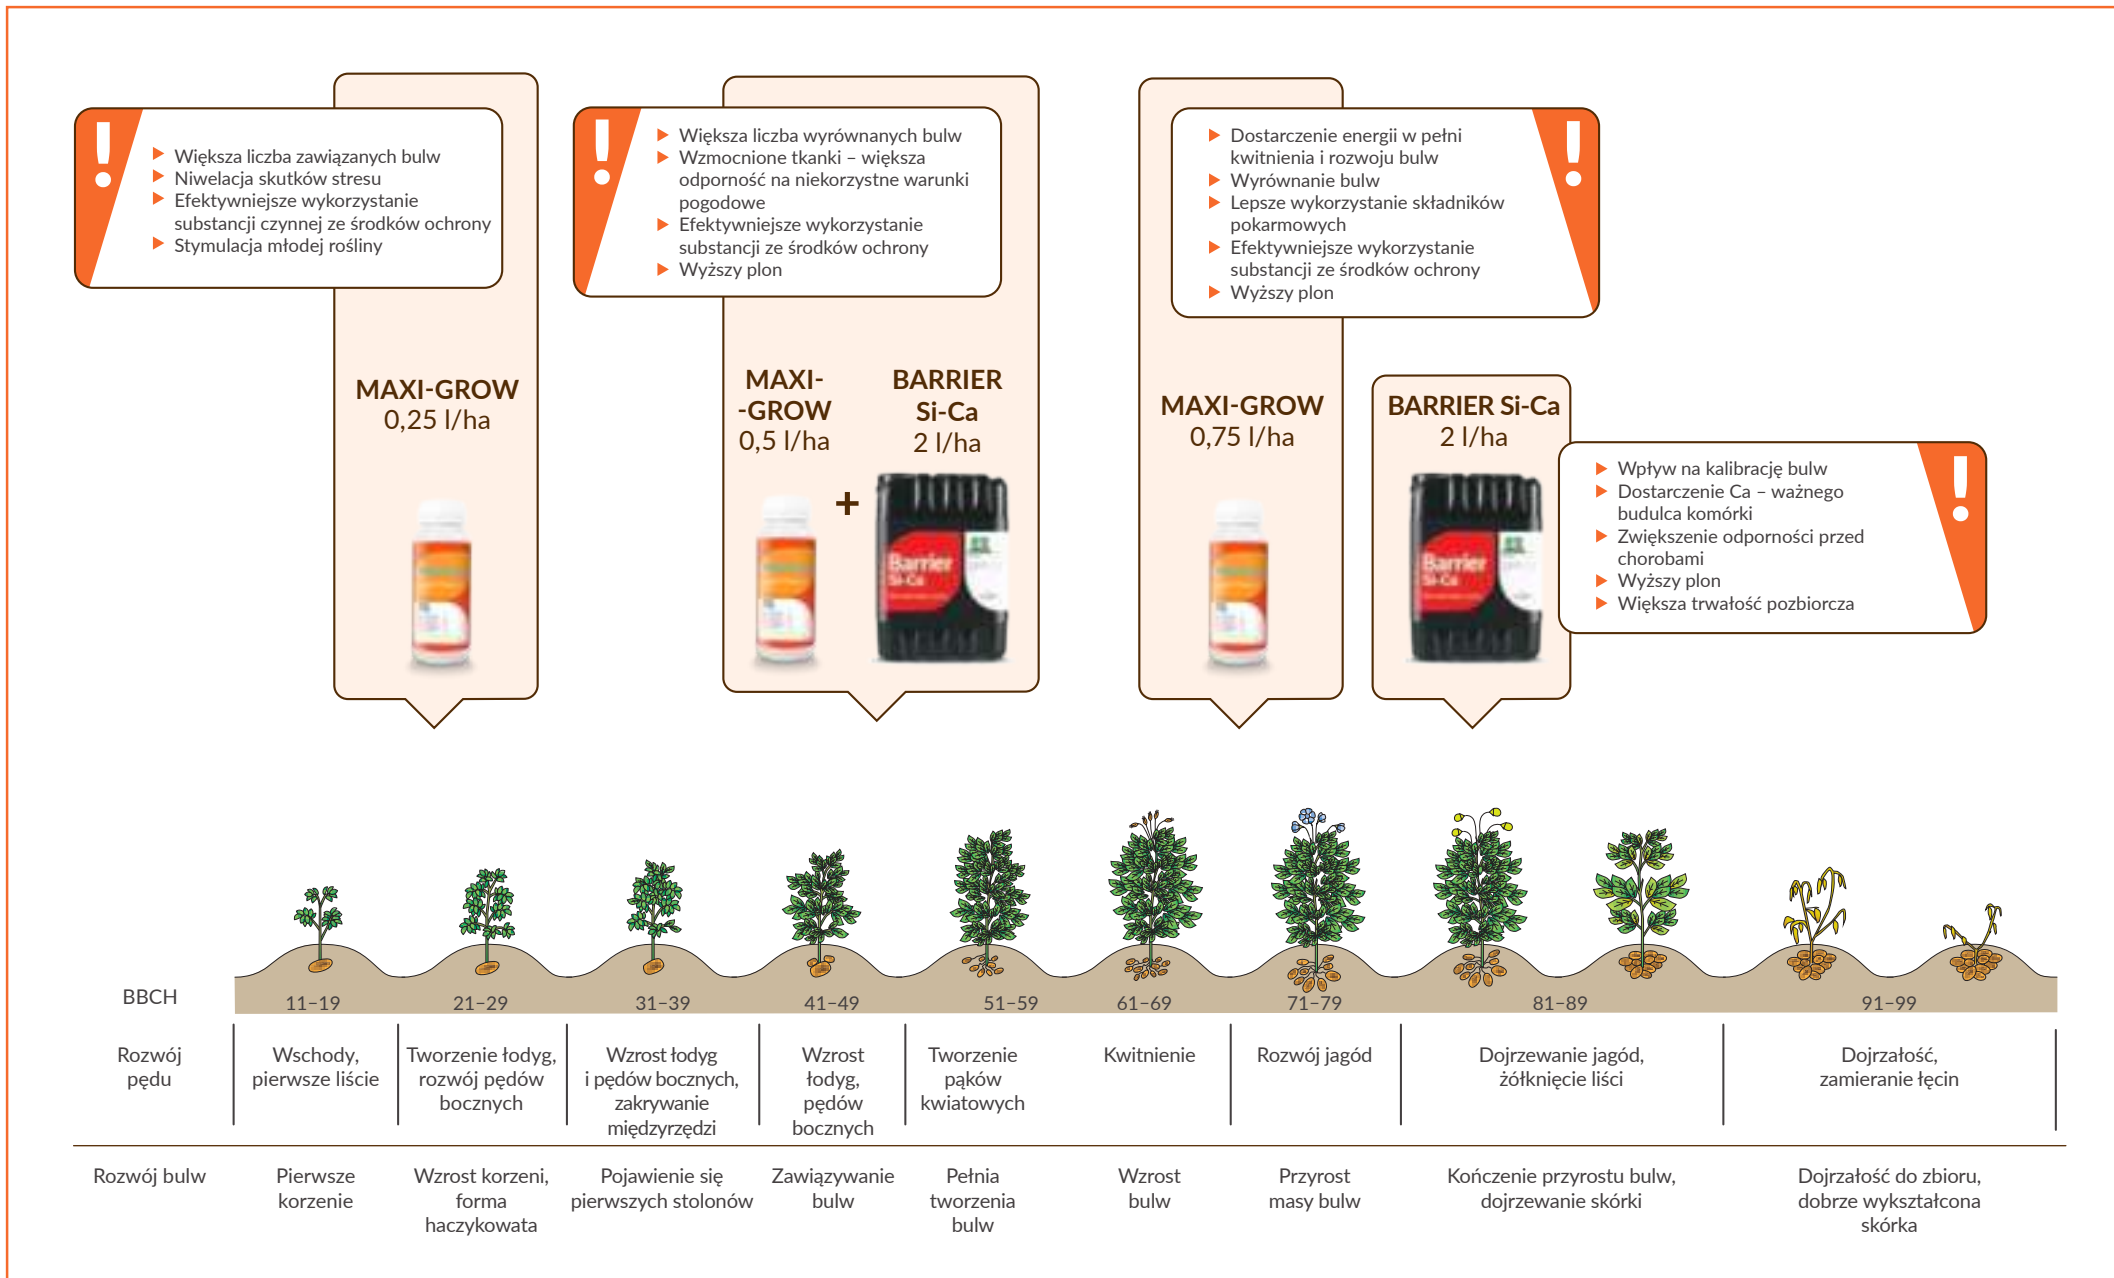 Większa liczba zawiązanych bulw
Niwelacja skutków stresu
Efektywniejsze wykorzystanie
substancji czynnej ze środków ochrony
Stymulacja młodej rośliny
MAXI-GROW
0,25 l/ha
Większa liczba wyrównanych bulw
Wzmocnione tkanki – większa
odporność na niekorzystne warunki
pogodowe
Efektywniejsze wykorzystanie
substancji ze środków ochrony
Wyższy plon
MAXI-
-GROW
0,5 l/ha
+
BARRIER
Si-Ca
2 l/ha
Barrier
Si-Ca
Dostarczenie energii w pełni
kwitnienia i rozwoju bulw
Wyrównanie bulw
Lepsze wykorzystanie składników
pokarmowych
Efektywniejsze wykorzystanie
substancji ze środków ochrony
Wyższy plon
MAXI-GROW
0,75 l/ha
BARRIER Si-Ca
2 l/ha
Barrier
Si-Ca
Wpływ na kalibrację bulw
Dostarczenie Ca – ważnego
budulca komórki
Zwiększenie odporności przed
chorobami
Wyższy plon
Większa trwałość pozbiorcza
BBCH
11–19
21–29
31–39
41–49
51–59
61–69
71–79
81–89
91–99
Rozwój
pędu
Wschody,
pierwsze liście
Tworzenie łodyg,
rozwój pędów
bocznych
Wzrost łodyg
i pędów bocznych,
zakrywanie
międzyrzędzi
Wzrost
łodyg,
pędów
bocznych
Tworzenie
pąków
kwiatowych
Kwitnienie
Rozwój jagód
Dojrzewanie jagód,
żółknięcie liści
Dojrzałość,
zamieranie łęcin
Rozwój bulw
Pierwsze
korzenie
Wzrost korzeni,
forma
haczykowata
Pojawienie się
pierwszych stolonów
Zawiązywanie
bulw
Pełnia
tworzenia
bulw
Wzrost
bulw
Przyrost
masy bulw
Kończenie przyrostu bulw,
dojrzewanie skórki
Dojrzałość do zbioru,
dobrze wykształcona
skórka